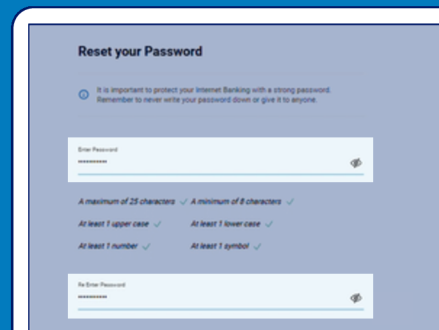 Reset your Password
It is important to protect your Internet Banking with a strong password.
Remember to never write your password down or give it to anyone.
Enter Password
••••••••••
A maximum of 25 characters ✓ A minimum of 8 characters ✓
At least 1 upper case ✓ At least 1 lower case ✓
At least 1 number ✓ At least 1 symbol ✓
Re Enter Password
••••••••••